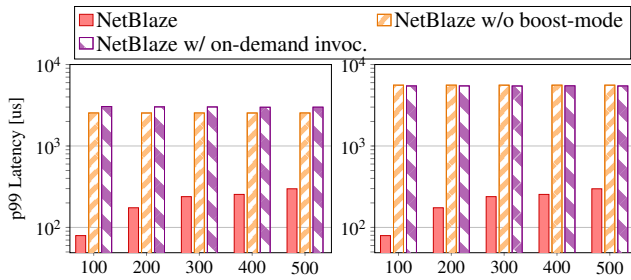 NetBlaze
NetBlaze w/o boost-mode
NetBlaze w/ on-demand invoc.
p99 Latency [us]
10^4
10^3
10^2
100 200 300 400 500
10^4
10^3
10^2
100 200 300 400 500